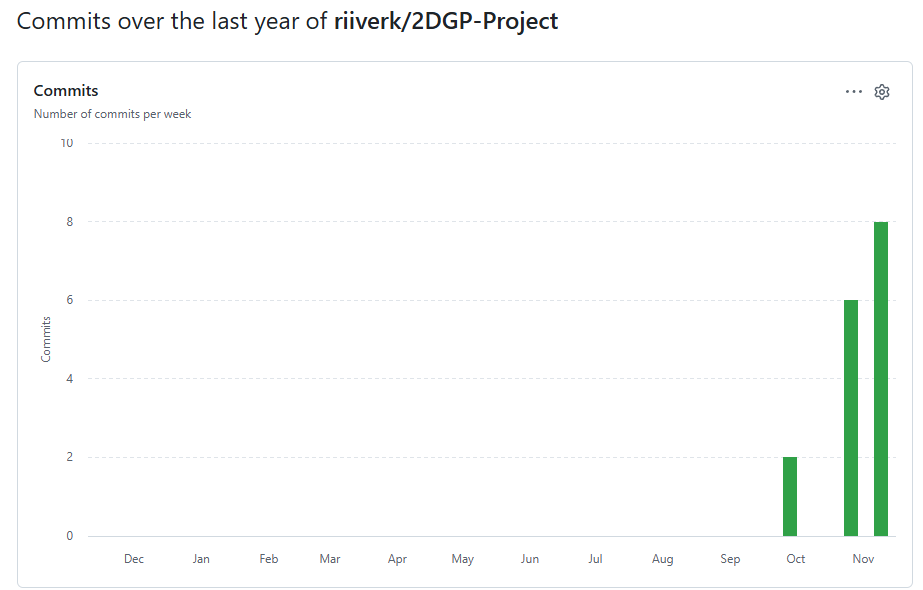 Commits over the last year of riiverk/2DGP-Project
Commits
Number of commits per week
10
8
6
4
2
0
Commits
Dec Jan Feb Mar Apr May Jun Jul Aug Sep Oct Nov